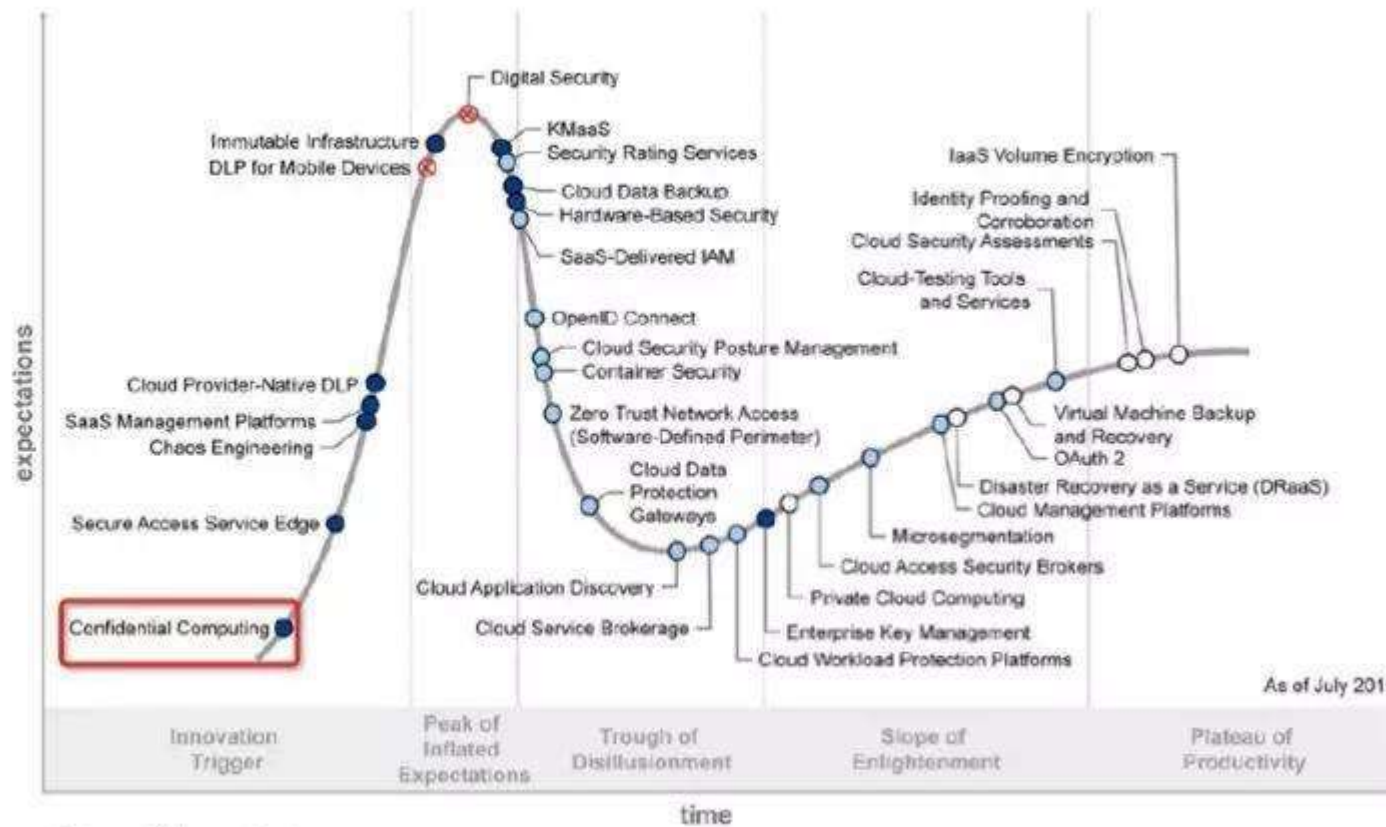 Digital Security
Immutable Infrastructure
DLP for Mobile Devices
KMaaS
Security Rating Services
Cloud Data Backup
Hardware-Based Security
SaaS-Delivered IAM
IaaS Volume Encryption
Identity Proofing and
Corroboration
Cloud Security Assessments
Cloud-Testing Tools
and Services
OpenID Connect
Cloud Security Posture Management
Container Security
Zero Trust Network Access
(Software-Defined Perimeter)
Cloud Provider-Native DLP
SaaS Management Platforms
Chaos Engineering
Virtual Machine Backup
and Recovery
OAuth 2
Cloud Data
Protection
Gateways
Disaster Recovery as a Service (DRaaS)
Cloud Management Platforms
Secure Access Service Edge
Microsegmentation
Cloud Access Security Brokers
Cloud Application Discovery
Private Cloud Computing
Cloud Service Brokerage
Enterprise Key Management
Cloud Workload Protection Platforms
Confidential Computing
As of July 201
expectations
Innovation
Trigger
Peak of
Inflated
Expectations
Trough of
Disillusionment
Slope of
Enlightenment
Plateau of
Productivity
time